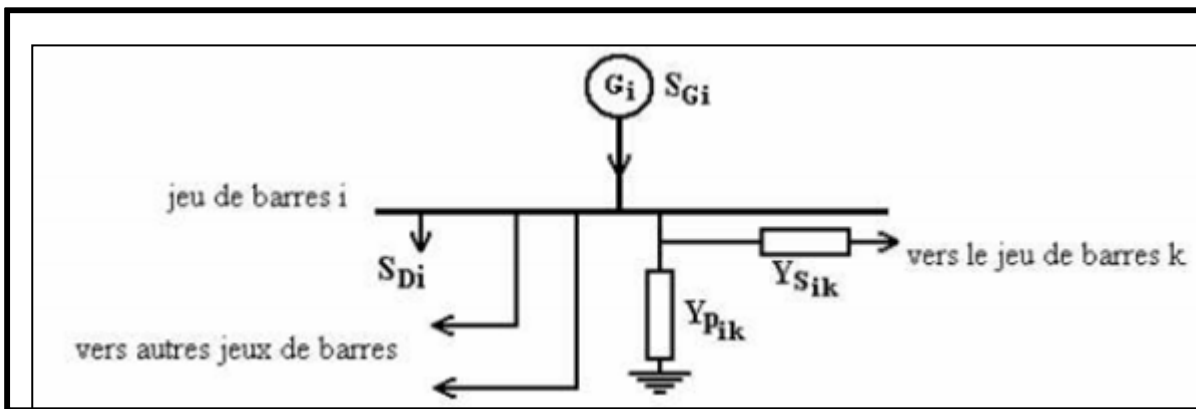 Gi SGi
jeu de barres i
SDi
vers le jeu de barres k
YSik
Ypik
vers autres jeux de barres